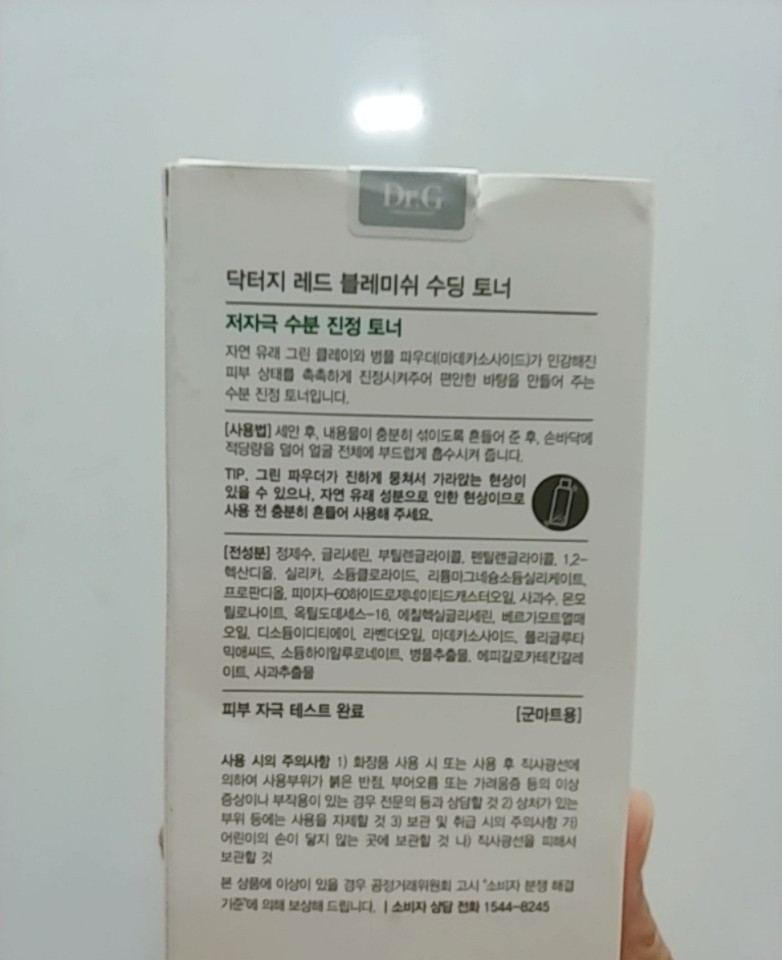 Dr.G
닥터지 레드 블레미쉬 수딩 토너
저자극 수분 진정 토너
자연 유래 그린 클레이와 병풀 파우더(마데카소사이드)가 민감해진
피부 상태를 촉촉하게 진정시켜주어 편안한 바탕을 만들어 주는
수분 진정 토너입니다.
[사용법] 세안 후, 내용물이 충분히 섞이도록 흔들어 준 후, 손바닥에
적당량을 덜어 얼굴 전체에 부드럽게 흡수시켜 줍니다.
TIP. 그린 파우더가 진하게 뭉쳐서 가라앉는 현상이
있을 수 있으나, 자연 유래 성분으로 인한 현상이므로
사용 전 충분히 흔들어 사용해 주세요.
[전성분] 정제수, 글리세린, 부틸렌글라이콜, 펜틸렌글라이콜, 1,2-
헥산디올, 실리카, 소듐클로라이드, 리튬마그네슘소듐실리케이트,
프로판디올, 피이지-60하이드로제네이티드캐스터오일, 사과수, 몬모
릴로나이트, 옥틸도데세스-16, 에칠헥실글리세린, 베르가모트열매
오일, 디소듐이디티에이, 라벤더오일, 마데카소사이드, 폴리글루타
믹애씨드, 소듐하이알루로네이트, 병풀추출물, 에피갈로카테킨갈레
이트, 사과추출물
피부 자극 테스트 완료 [군마트용]
사용 시의 주의사항 1) 화장품 사용 시 또는 사용 후 직사광선에
의하여 사용부위가 붉은 반점, 부어오름 또는 가려움증 등의 이상
증상이나 부작용이 있는 경우 전문의 등과 상담할 것 2) 상처가 있는
부위 등에는 사용을 자제할 것 3) 보관 및 취급 시의 주의사항 가)
어린이의 손이 닿지 않는 곳에 보관할 것 나) 직사광선을 피해서
보관할 것
본 상품에 이상이 있을 경우 공정거래위원회 고시 "소비자 분쟁 해결
기준"에 의해 보상해 드립니다. | 소비자 상담 전화 1544-8245